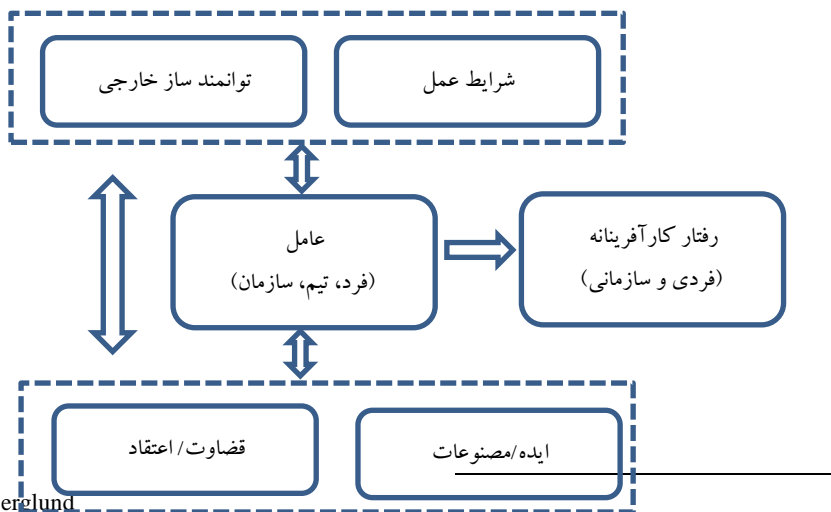 شرایط عمل
توانمند ساز خارجی
عامل
(فرد، تیم، سازمان)
رفتار کارآفرینانه
(فردی و سازمانی)
ایده/مصنوعات
قضاوت/ اعتقاد
erglund